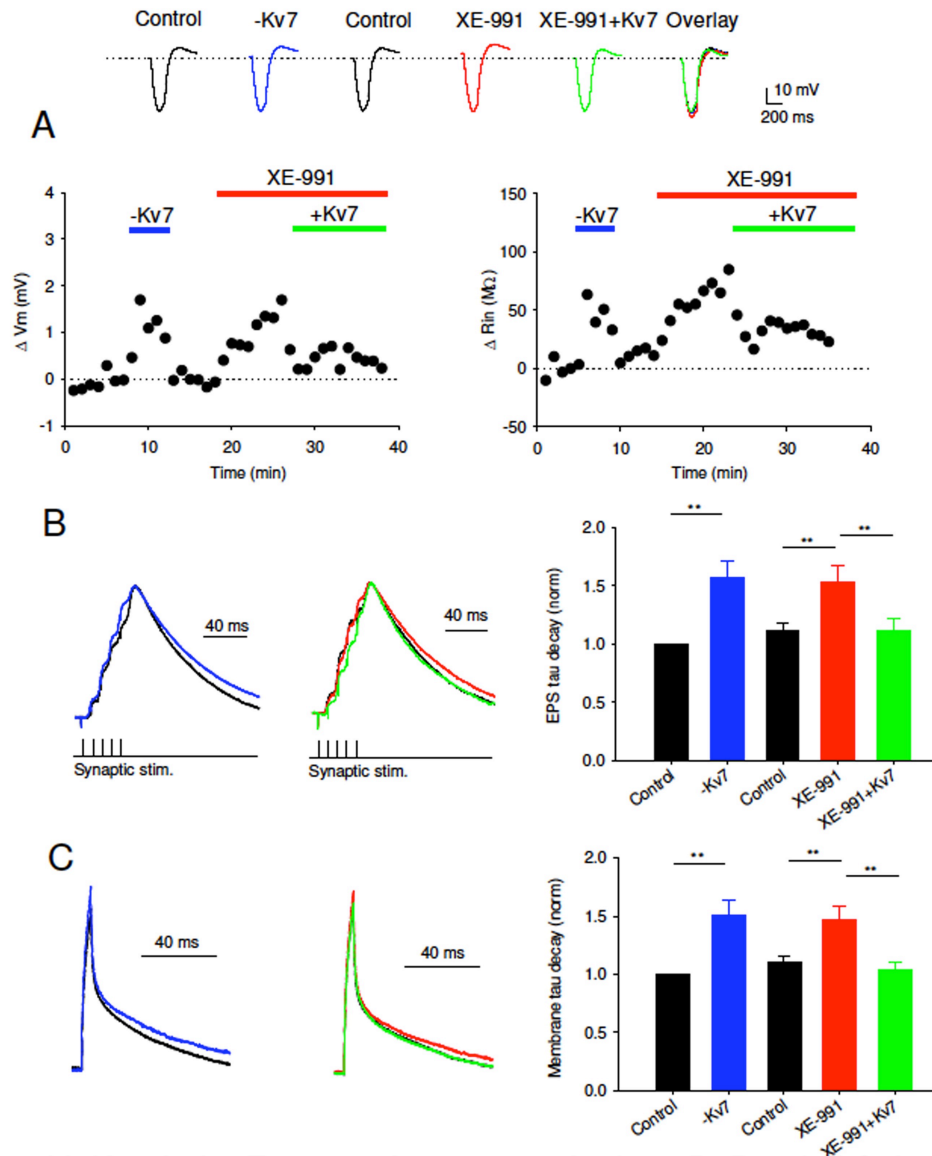 Control -Kv7 Control XE-991 XE-991+Kv7 Overlay
10 mV
200 ms
A
XE-991
-Kv7
+Kv7
4
3
2
1
0
-1
Δ Vm (mV)
0 10 20 30 40
Time (min)
XE-991
-Kv7
+Kv7
150
100
50
0
-50
Δ Rin (MΩ)
0 10 20 30 40
Time (min)
B
40 ms
Synaptic stim.
40 ms
Synaptic stim.
** ** **
2.0
1.5
1.0
0.5
0.0
EPS tau decay (norm)
Control -Kv7 Control XE-991 XE-991+Kv7
C
40 ms
40 ms
** ** **
2.0
1.5
1.0
0.5
0.0
Membrane tau decay (norm)
Control -Kv7 Control XE-991 XE-991+Kv7